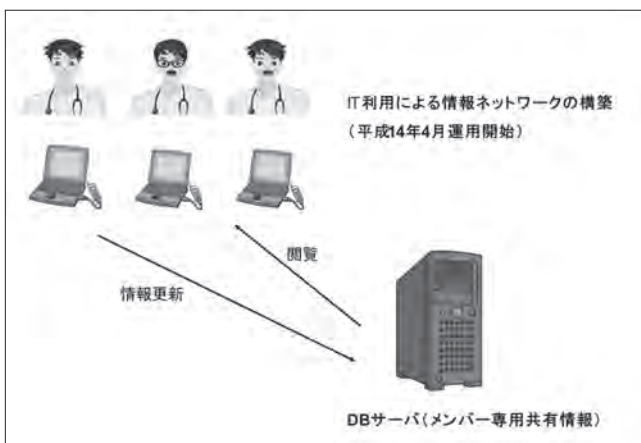 IT利用による情報ネットワークの構築
（平成14年4月運用開始）
閲覧
情報更新
DBサーバ（メンバー専用共有情報）